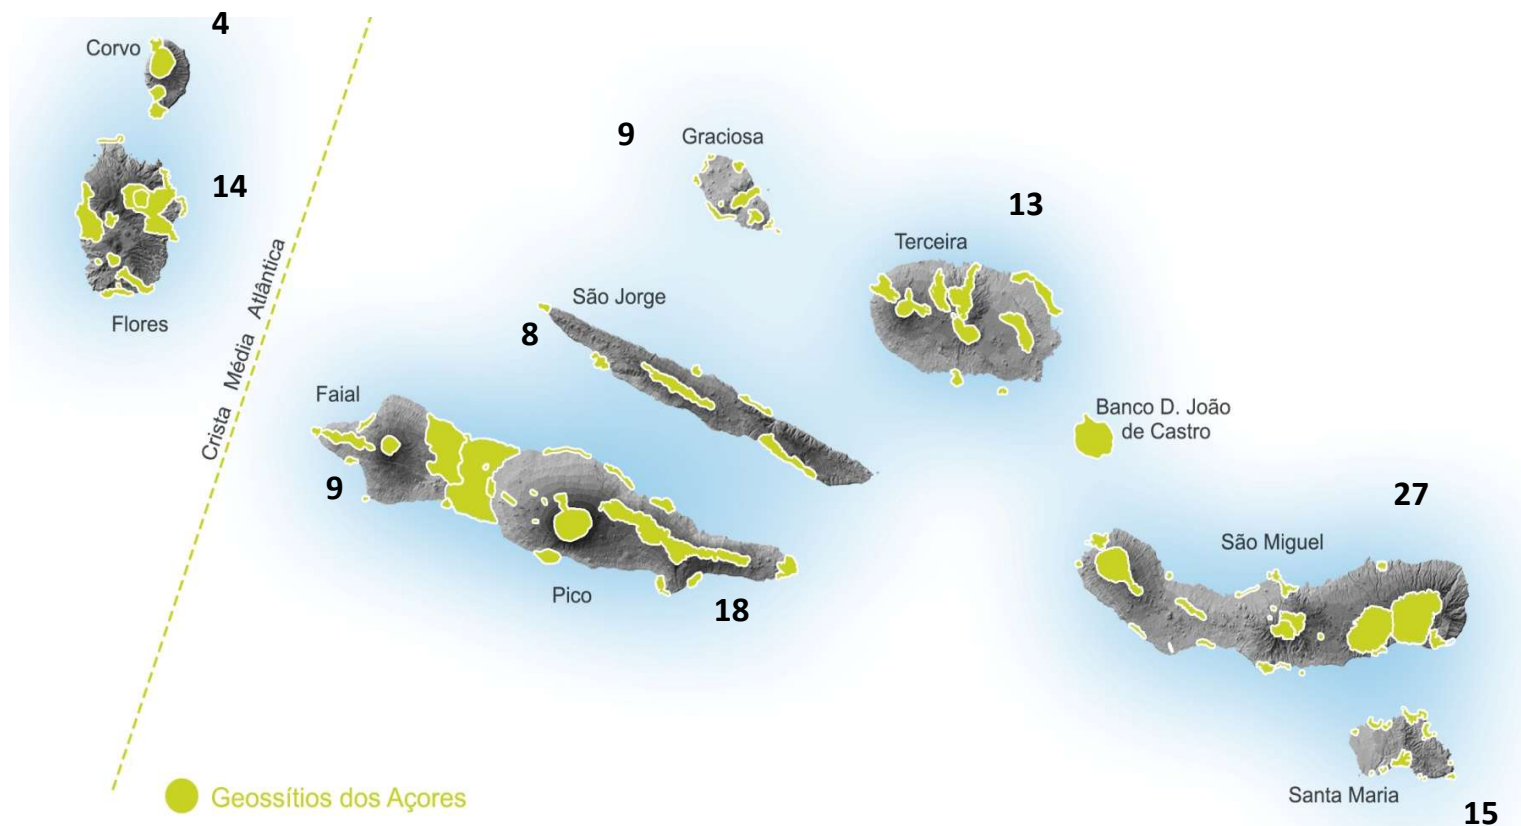 4
Corvo
14
Flores
Crista Média Atlântica
9
Graciosa
13
Terceira
São Jorge
8
Faial
9
Pico
18
Banco D. João
de Castro
27
São Miguel
Santa Maria
15
Geossítios dos Açores